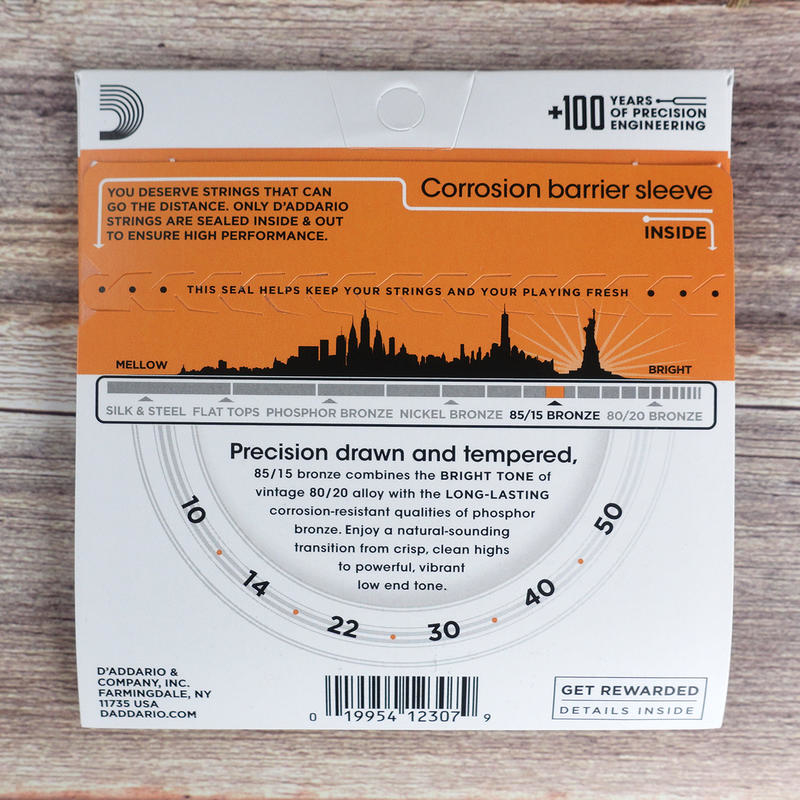 +100 YEARS
OF PRECISION
ENGINEERING
YOU DESERVE STRINGS THAT CAN
GO THE DISTANCE. ONLY D'ADDARIO
STRINGS ARE SEALED INSIDE & OUT
TO ENSURE HIGH PERFORMANCE.
Corrosion barrier sleeve
INSIDE
THIS SEAL HELPS KEEP YOUR STRINGS AND YOUR PLAYING FRESH
MELLOW BRIGHT
SILK & STEEL FLAT TOPS PHOSPHOR BRONZE NICKEL BRONZE 85/15 BRONZE 80/20 BRONZE
Precision drawn and tempered,
85/15 bronze combines the BRIGHT TONE of
vintage 80/20 alloy with the LONG-LASTING
corrosion-resistant qualities of phosphor
bronze. Enjoy a natural-sounding
transition from crisp, clean highs
to powerful, vibrant
low end tone.
10 • 14 • 22 • 30 • 40 • 50
D'ADDARIO &
COMPANY, INC.
FARMINGDALE, NY
11735 USA
DADDARIO.COM
0 19954 12307 9
GET REWARDED
DETAILS INSIDE